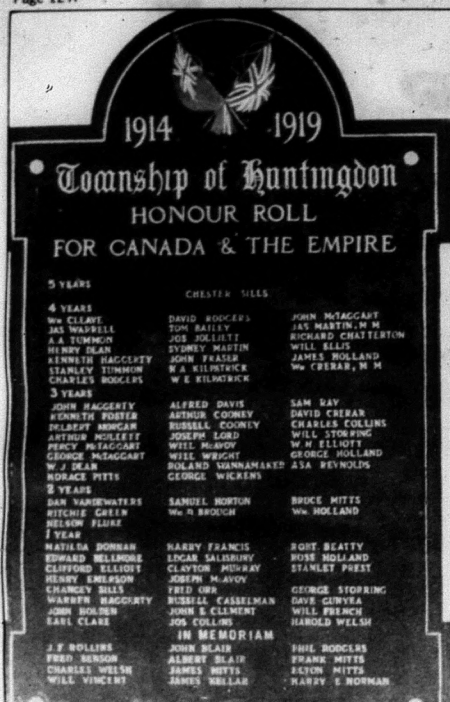 Page
1914 1919
Township of Huntingdon
HONOUR ROLL
FOR CANADA & THE EMPIRE
5 YEARS
CHESTER SILLS
4 YEARS
Wm CLEAVE DAVID RODGERS JOHN McTAGGART
JAS WARRELL TOM BAILEY JAS MARTIN, M M
A.A TUMMON JOS JOLLIETT RICHARD CHATTERTON
HENRY DEAN SYDNEY MARTIN WILL ELLIS
KENNETH HAGGERTY JOHN FRASER JAMES HOLLAND
STANLEY TUMMON N A KILPATRICK Wm CRERAR, M M
CHARLES RODGERS W E KILPATRICK
3 YEARS
JOHN HAGGERTY ALFRED DAVIS SAM RAY
KENNETH FOSTER ARTHUR COONEY DAVID CRERAR
DELBERT MORGAN RUSSELL COONEY CHARLES COLLINS
ARTHUR MULLETT JOSEPH LORD WILL STORRING
PERCY McTAGGART WILL McAVOY W. H ELLIOTT
GEORGE McTAGGART WILL WRIGHT GEORGE HOLLAND
W. J DEAN ROLAND WANNAMAKER ASA REYNOLDS
HORACE PITTS GEORGE WICKENS
2 YEARS
DAN VANDEWATERS SAMUEL HORTON BRUCE MITTS
RITCHIE GREEN Wm BROUGH Wm HOLLAND
NELSON FLUKE
1 YEAR
MATILDA DONNAN HARRY FRANCIS ROBT. BEATTY
EDWARD BELLMORE EDGAR SALISBURY ROSS HOLLAND
CLIFFORD ELLIOTT CLAYTON MURRAY STANLEY PREST
HENRY EMERSON JOSEPH McAVOY
CHANCEY SILLS FRED ORR GEORGE STORRING
WARREN HAGGERTY RUSSELL CASSELMAN DAVE GUNYEA
JOHN HOLDEN JOHN E CLEMENT WILL FRENCH
EARL CLARE JOS COLLINS HAROLD WELSH
IN MEMORIAM
J. F ROLLINS JOHN BLAIR PHIL RODGERS
FRED BENSON ALBERT BLAIR FRANK MITTS
CHARLES WELSH JAMES MITTS ELTON MITTS
WILL VINCENT JAMES KELLAR HARRY E NORMAN